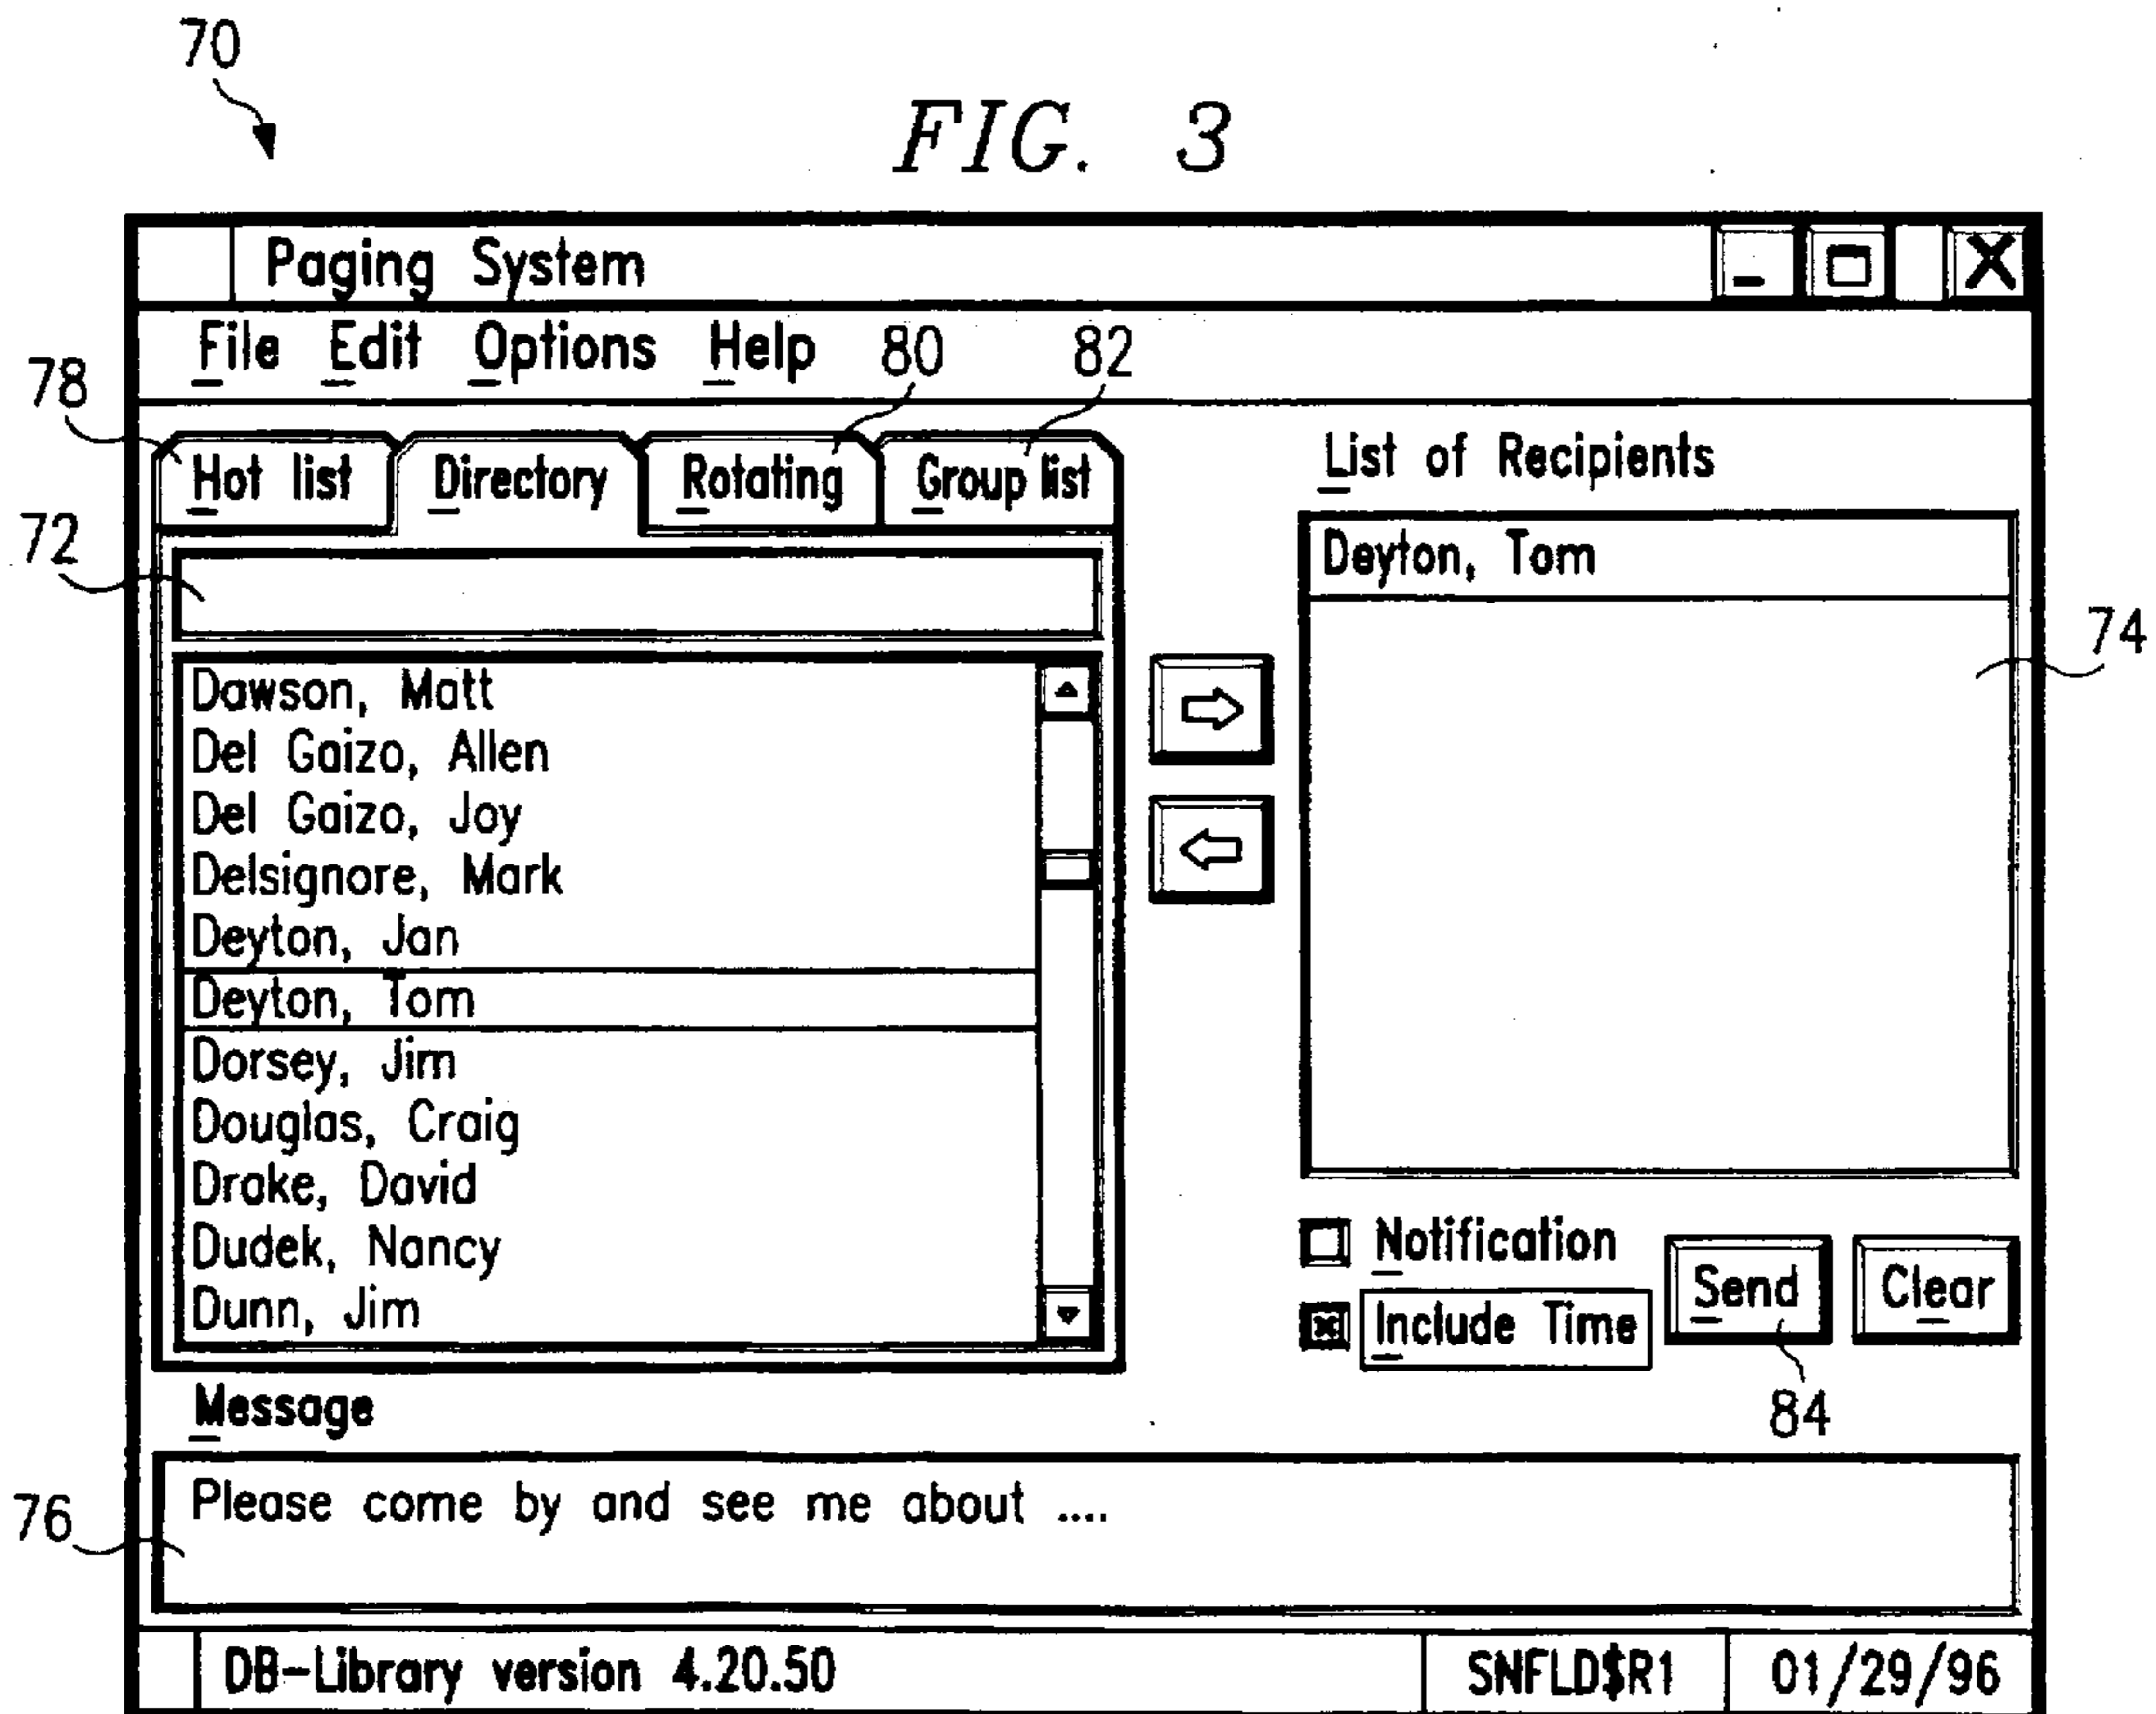 70
FIG. 3
Paging System
File Edit Options Help 80 82
78
Hot list Directory Rotating Group list
List of Recipients
72
Deyton, Tom
74
Dawson, Matt
Del Gaizo, Allen
Del Gaizo, Joy
Delsignore, Mark
Deyton, Jan
Deyton, Tom
Dorsey, Jim
Douglas, Craig
Drake, David
Dudek, Nancy
Dunn, Jim
Notification
Include Time
Send Clear
84
Message
76
Please come by and see me about ....
DB-Library version 4.20.50 SNFLD$R1 01/29/96